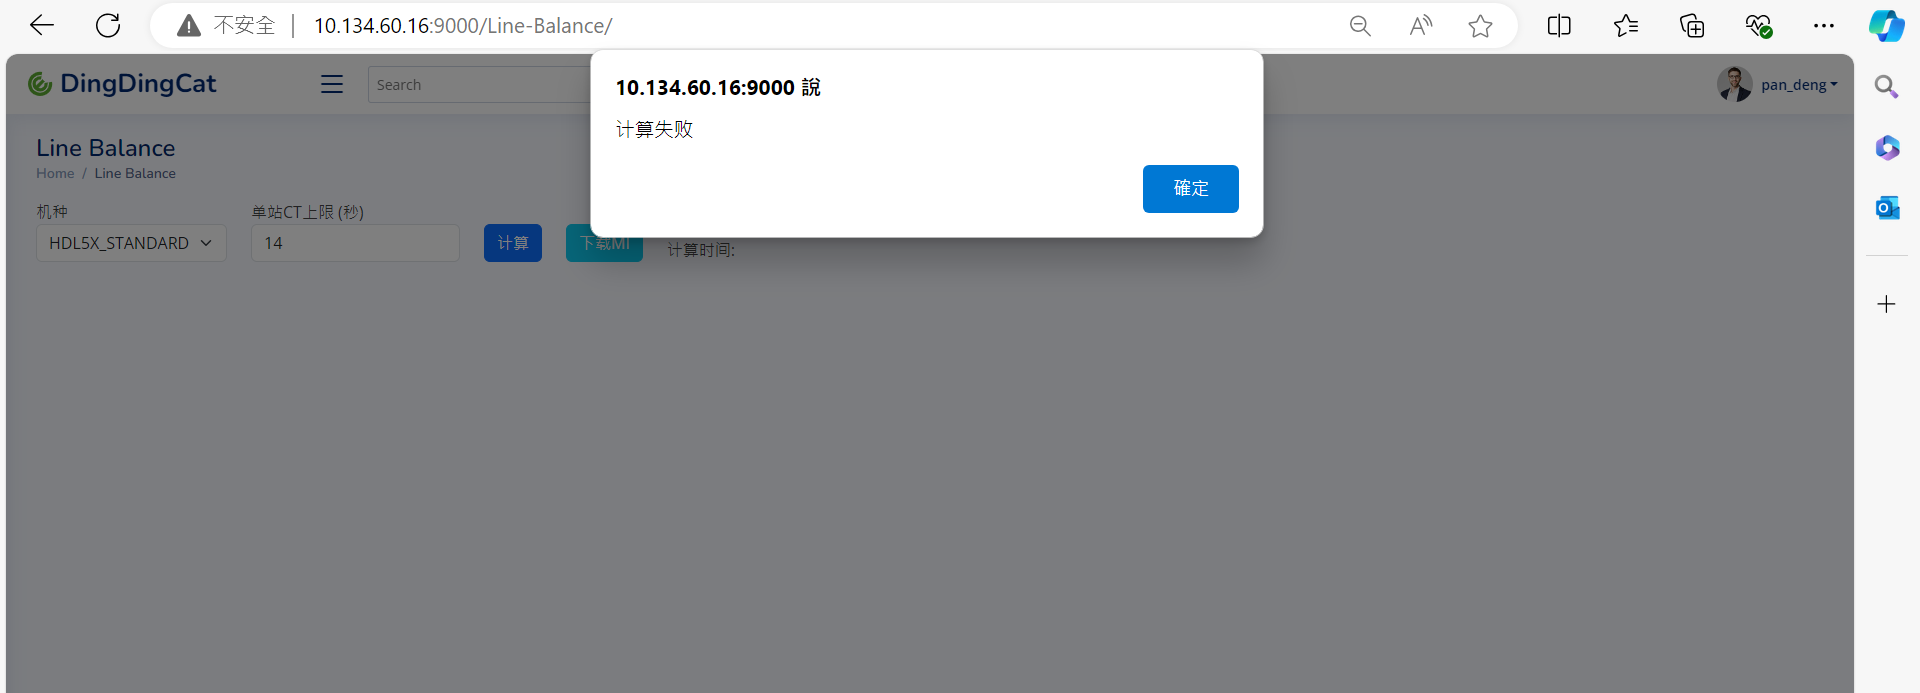 不安全
10.134.60.16:9000/Line-Balance/
DingDingCat
Search
pan_deng
10.134.60.16:9000 說
计算失败
確定
Line Balance
Home / Line Balance
机种
单站CT上限 (秒)
HDL5X_STANDARD
14
计算
下载MI
计算时间: